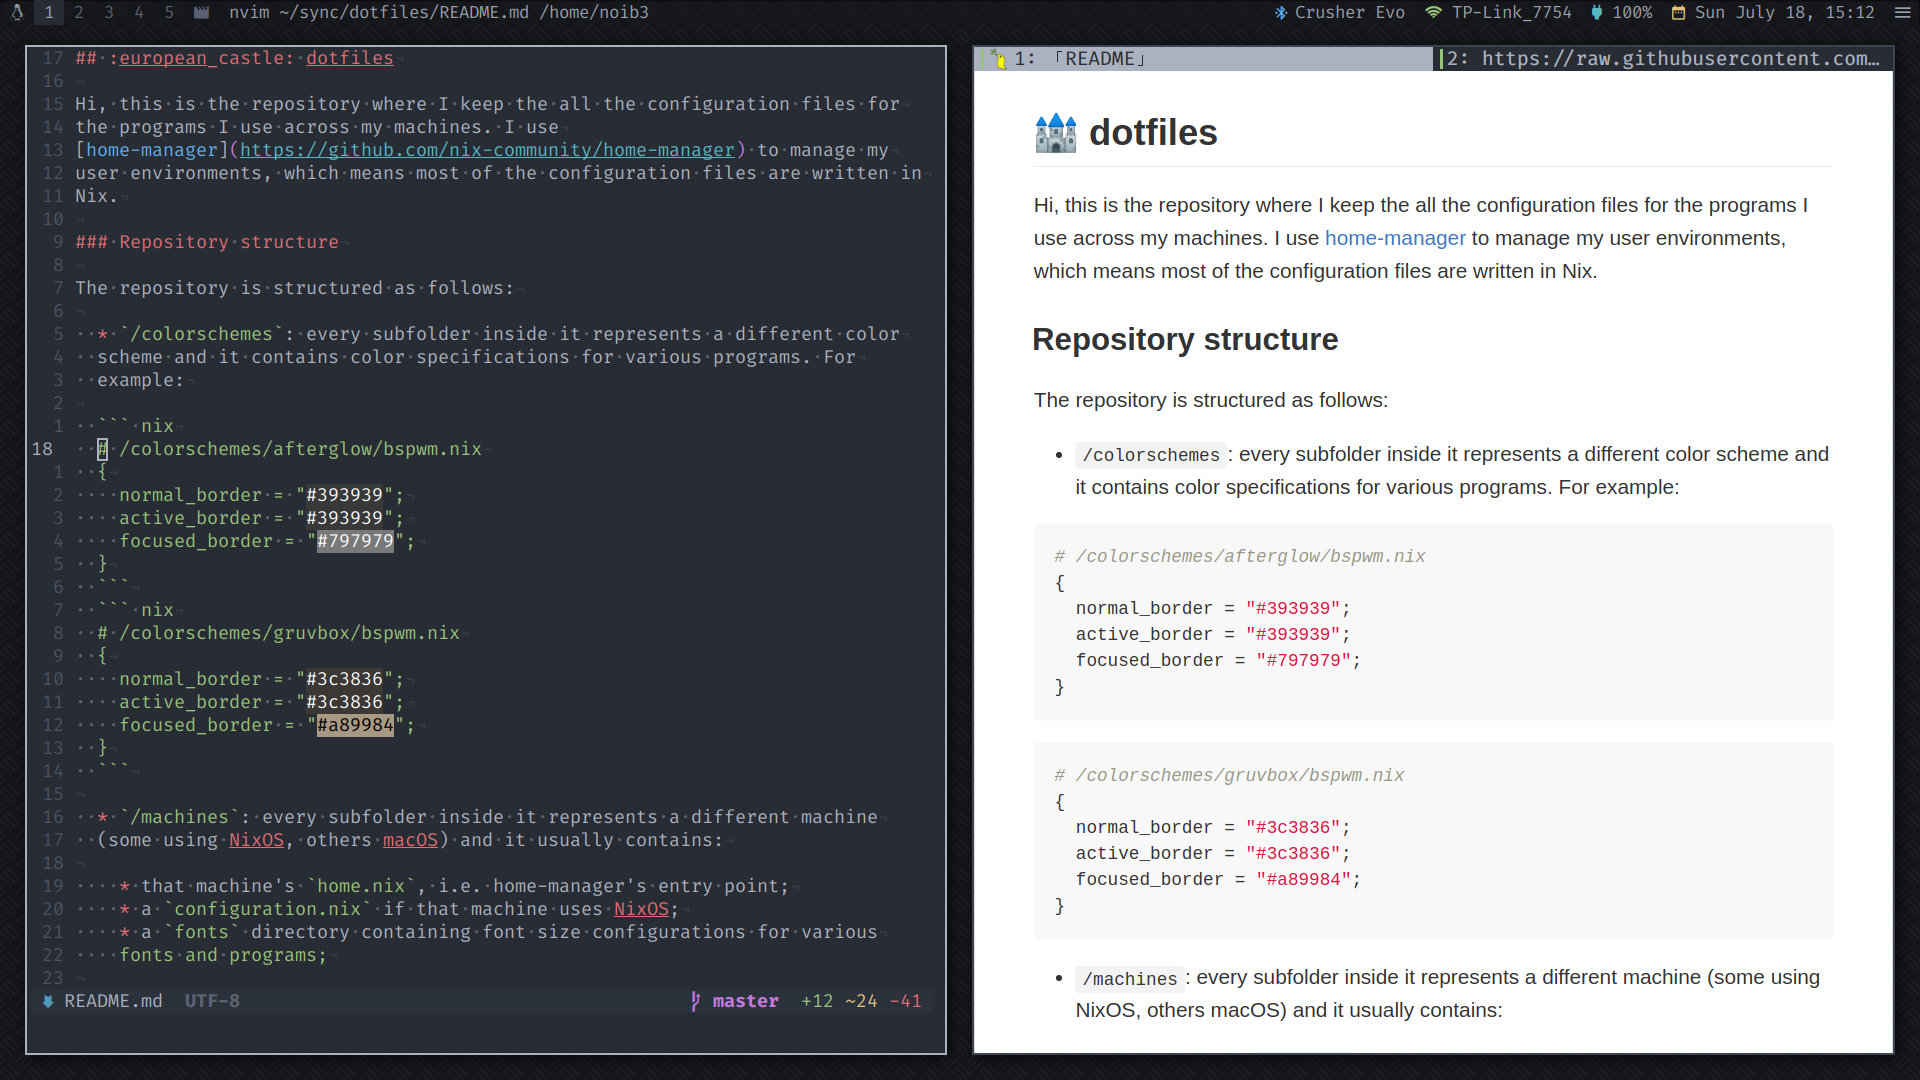 1 2 3 4 5 nvim ~/sync/dotfiles/README.md /home/noib3 Crusher Evo TP-Link_7754 100% Sun July 18, 15:12
17 ## :european_castle: dotfiles
16
15 Hi, this is the repository where I keep the all the configuration files for
14 the programs I use across my machines. I use
13 [home-manager](https://github.com/nix-community/home-manager) to manage my
12 user environments, which means most of the configuration files are written in
11 Nix.
10
9 ### Repository structure
8
7 The repository is structured as follows:
6
5 * `/colorschemes`: every subfolder inside it represents a different color
4 scheme and it contains color specifications for various programs. For
3 example:
2
1 ``` nix
18 # /colorschemes/afterglow/bspwm.nix
1 {
2 normal_border = "#393939";
3 active_border = "#393939";
4 focused_border = "#797979";
5 }
6 ```
7 ``` nix
8 # /colorschemes/gruvbox/bspwm.nix
9 {
10 normal_border = "#3c3836";
11 active_border = "#3c3836";
12 focused_border = "#a89984";
13 }
14 ```
15
16 * `/machines`: every subfolder inside it represents a different machine
17 (some using NixOS, others macOS) and it usually contains:
18
19 * that machine's `home.nix`, i.e. home-manager's entry point;
20 * a `configuration.nix` if that machine uses NixOS;
21 * a `fonts` directory containing font size configurations for various
22 fonts and programs;
23
README.md UTF-8 master +12 ~24 -41
1: 「README」 2: https://raw.githubusercontent.com…
🏰 dotfiles
Hi, this is the repository where I keep the all the configuration files for the programs I
use across my machines. I use home-manager to manage my user environments,
which means most of the configuration files are written in Nix.
Repository structure
The repository is structured as follows:
• /colorschemes: every subfolder inside it represents a different color scheme and
it contains color specifications for various programs. For example:
# /colorschemes/afterglow/bspwm.nix
{
normal_border = "#393939";
active_border = "#393939";
focused_border = "#797979";
}
# /colorschemes/gruvbox/bspwm.nix
{
normal_border = "#3c3836";
active_border = "#3c3836";
focused_border = "#a89984";
}
• /machines: every subfolder inside it represents a different machine (some using
NixOS, others macOS) and it usually contains: